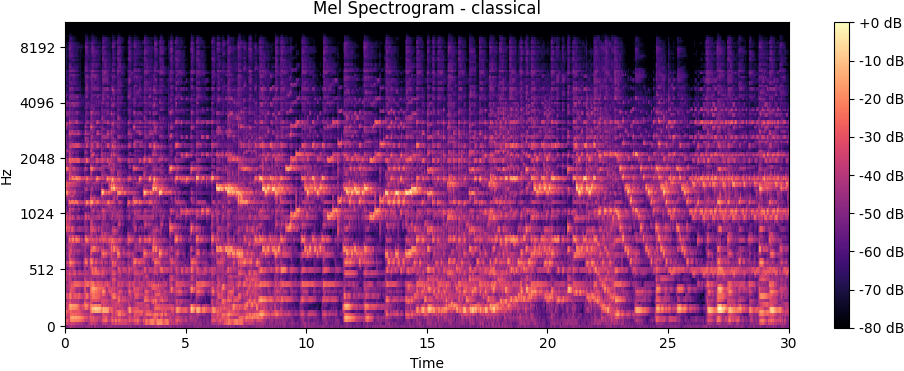 Mel Spectrogram - classical
Hz
8192
4096
2048
1024
512
0
0 5 10 15 20 25 30
Time
+0 dB
-10 dB
-20 dB
-30 dB
-40 dB
-50 dB
-60 dB
-70 dB
-80 dB